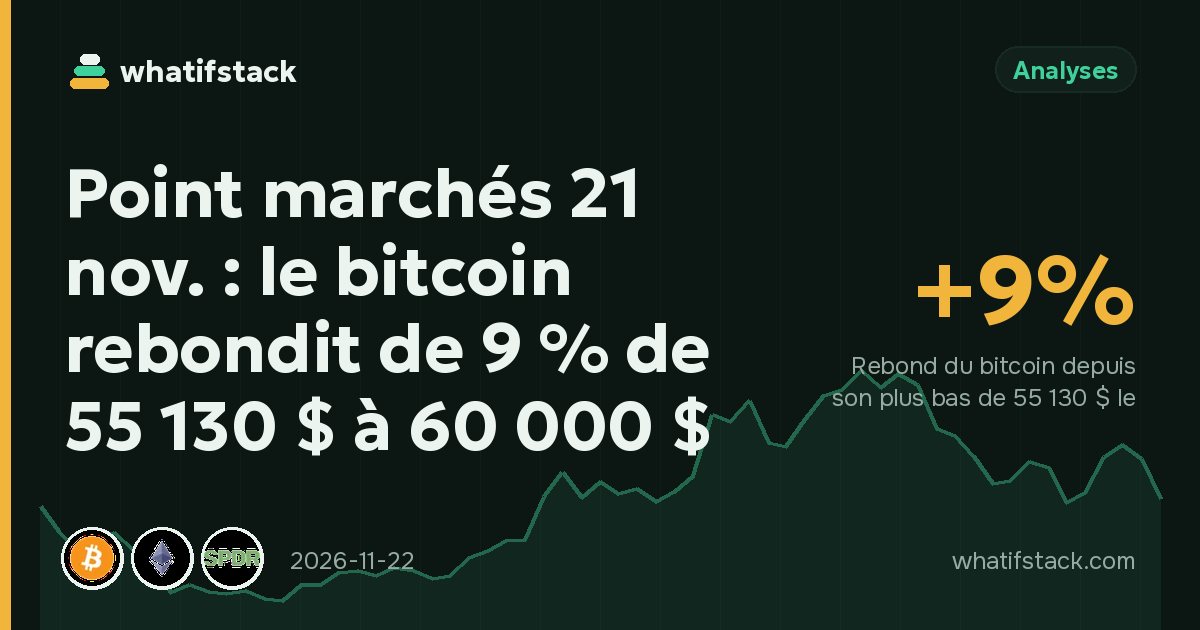 whatifstack
Analyses
Point marchés 21
nov. : le bitcoin
rebondit de 9 % de
55 130 $ à 60 000 $
+9%
Rebond du bitcoin depuis
son plus bas de 55 130 $ le
SPDR
2026-11-22
whatifstack.com